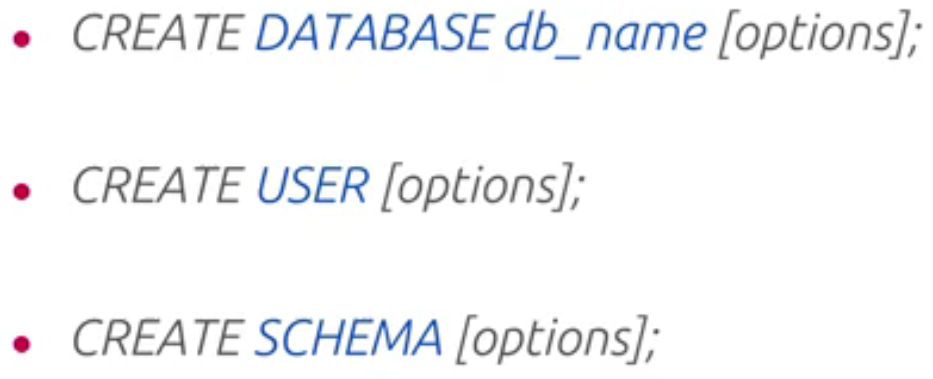 • CREATE DATABASE db_name [options];
• CREATE USER [options];
• CREATE SCHEMA [options];